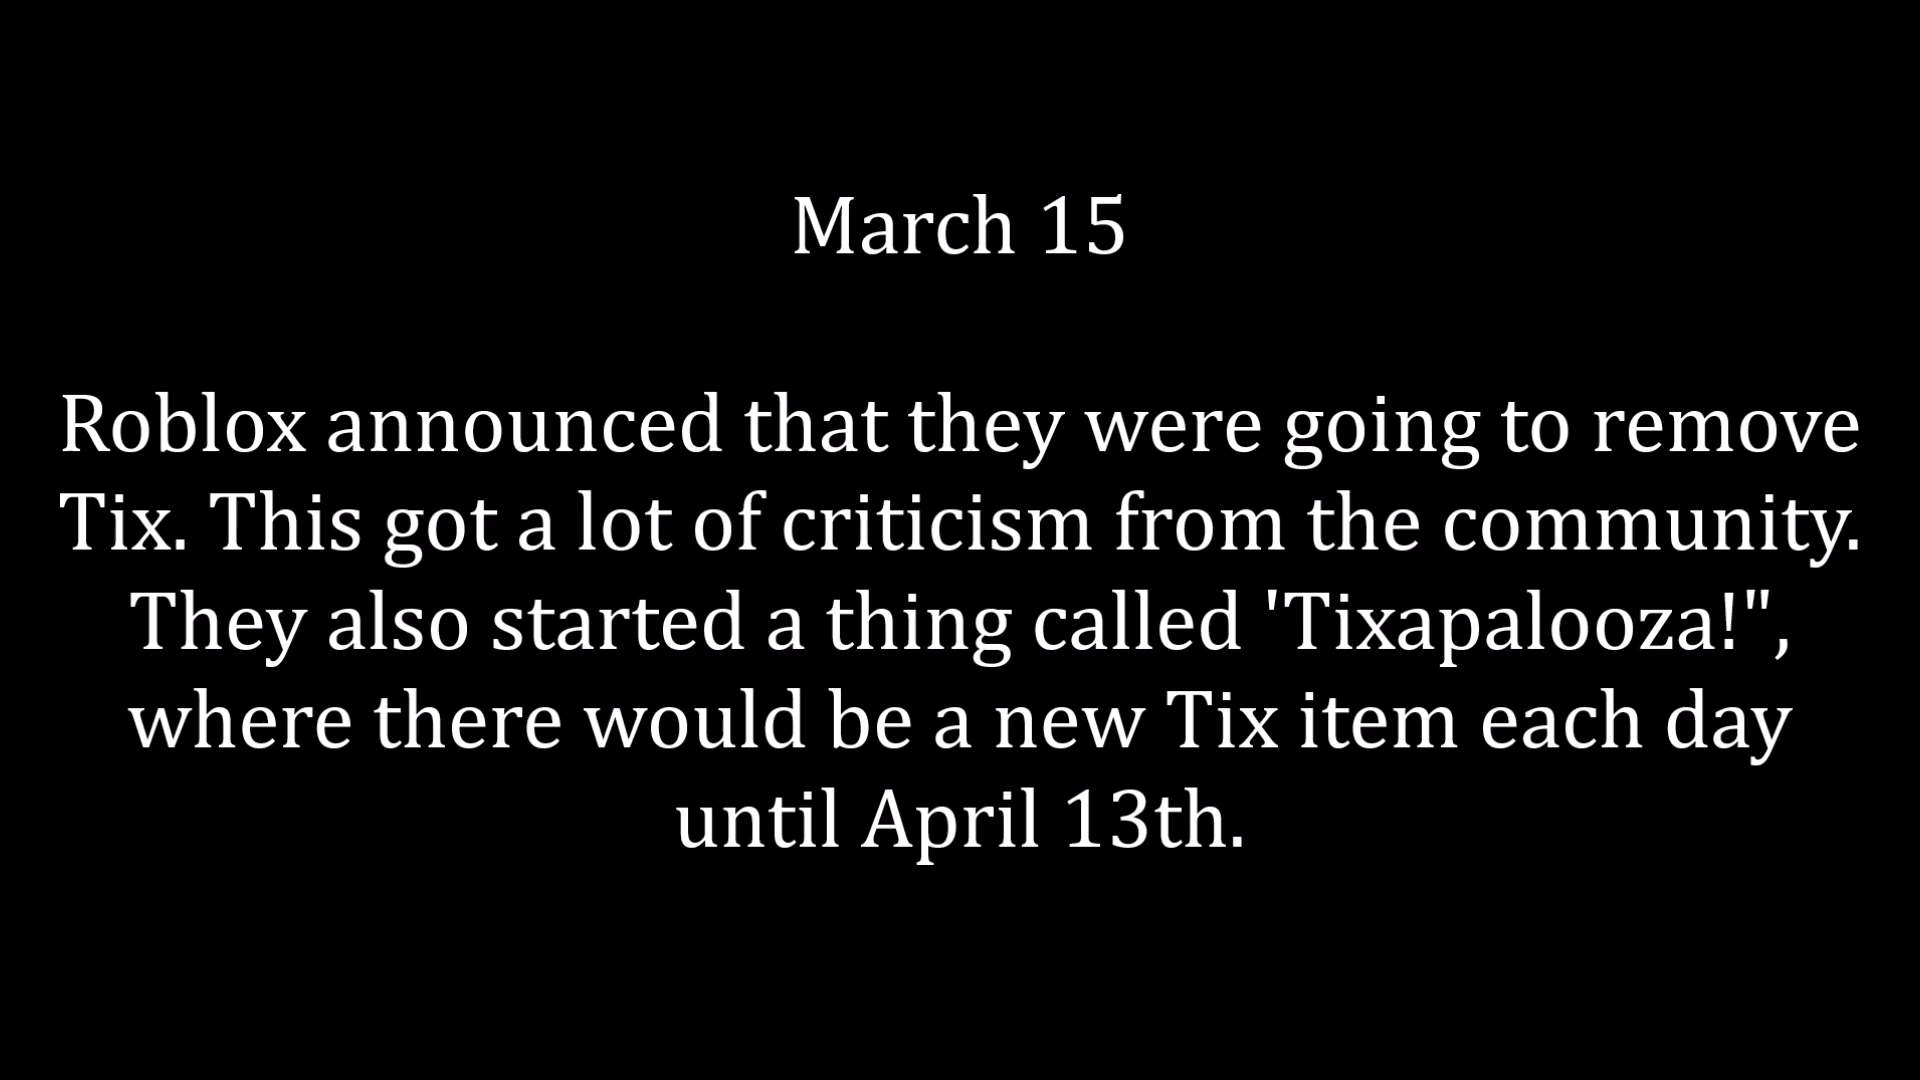 March 15
Roblox announced that they were going to remove
Tix. This got a lot of criticism from the community.
They also started a thing called 'Tixapalooza!",
where there would be a new Tix item each day
until April 13th.